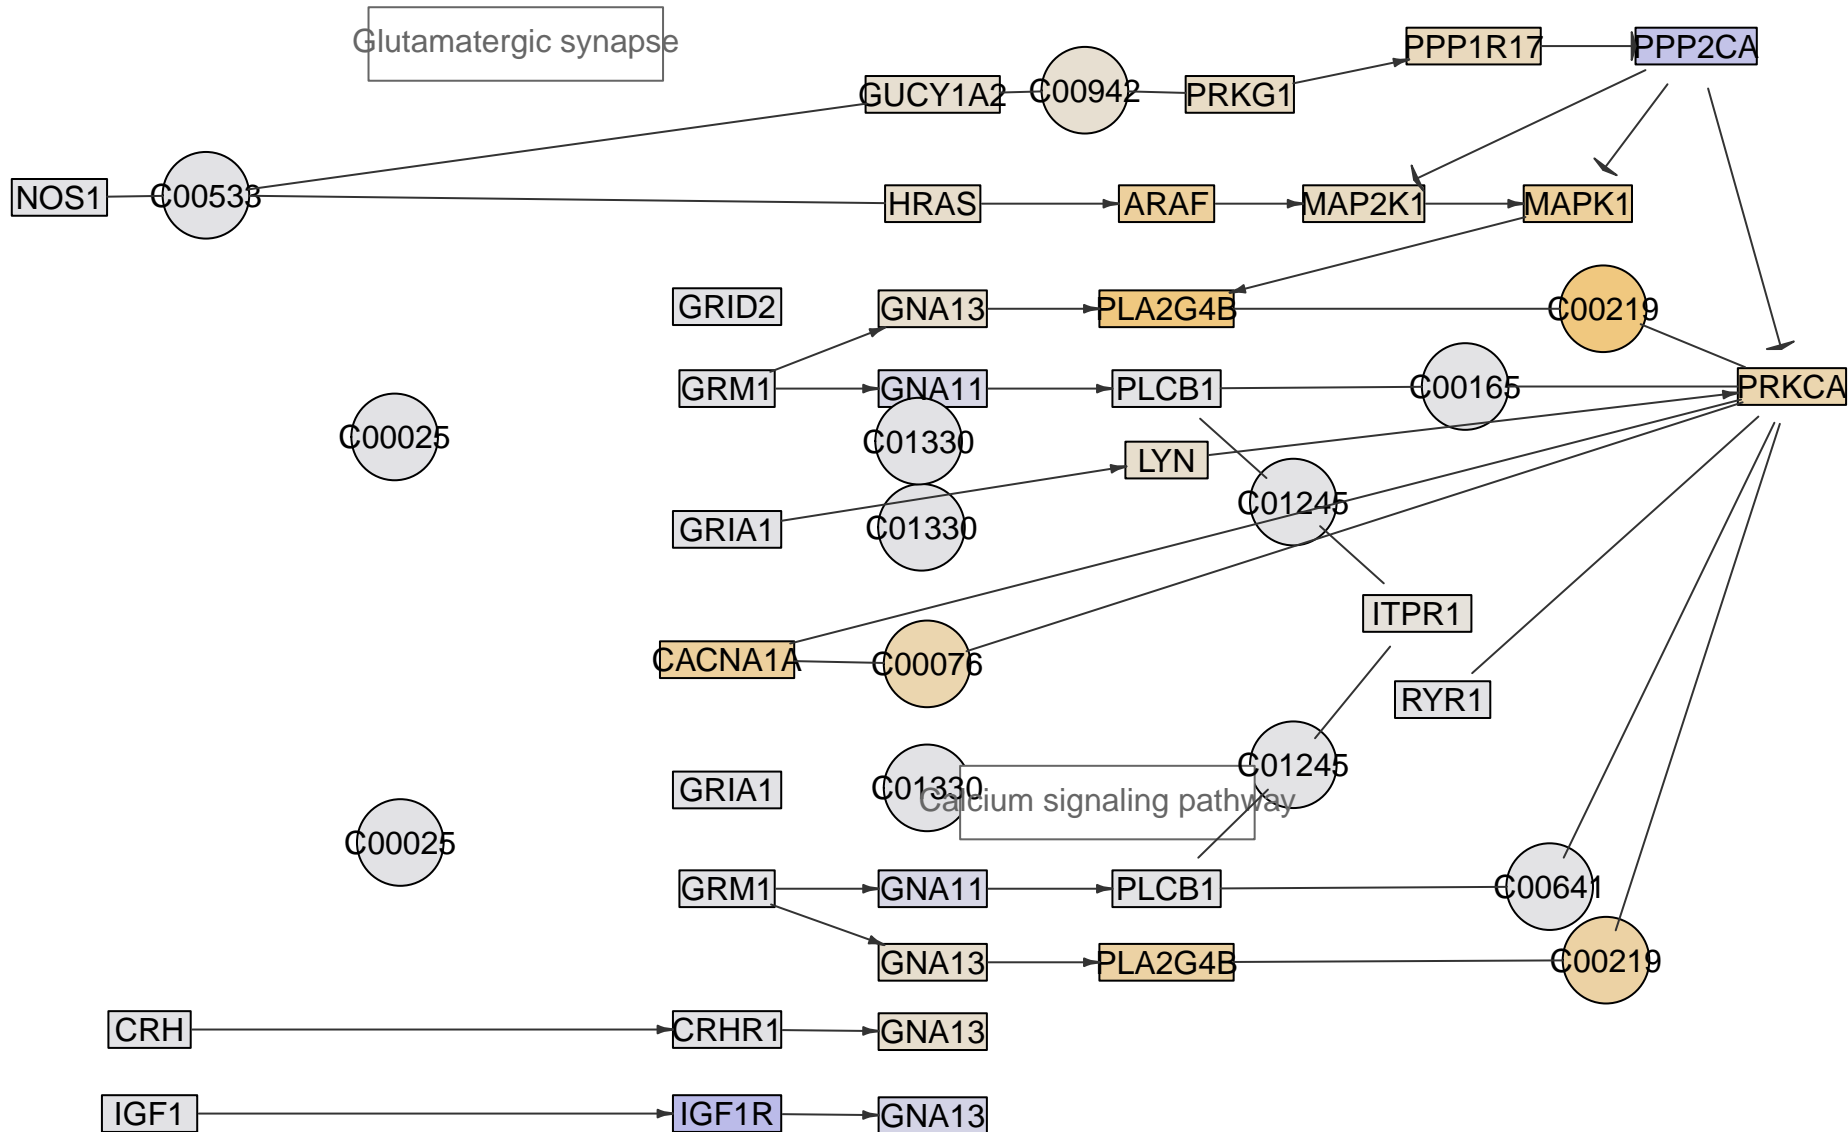 Glutamatergic synapse
PPP1R17
PPP2CA
GUCY1A2
C00942
PRKG1
NOS1
C00533
HRAS
ARAF
MAP2K1
MAPK1
GRID2
GNA13
PLA2G4B
C00219
GRM1
GNA11
PLCB1
C00165
PRKCA
C00025
C01330
LYN
C01245
GRIA1
C01330
ITPR1
CACNA1A
C00076
RYR1
GRIA1
C01330
C01245
Calcium signaling pathway
C00025
GRM1
GNA11
PLCB1
C00641
GNA13
PLA2G4B
C00219
CRH
CRHR1
GNA13
IGF1
IGF1R
GNA13